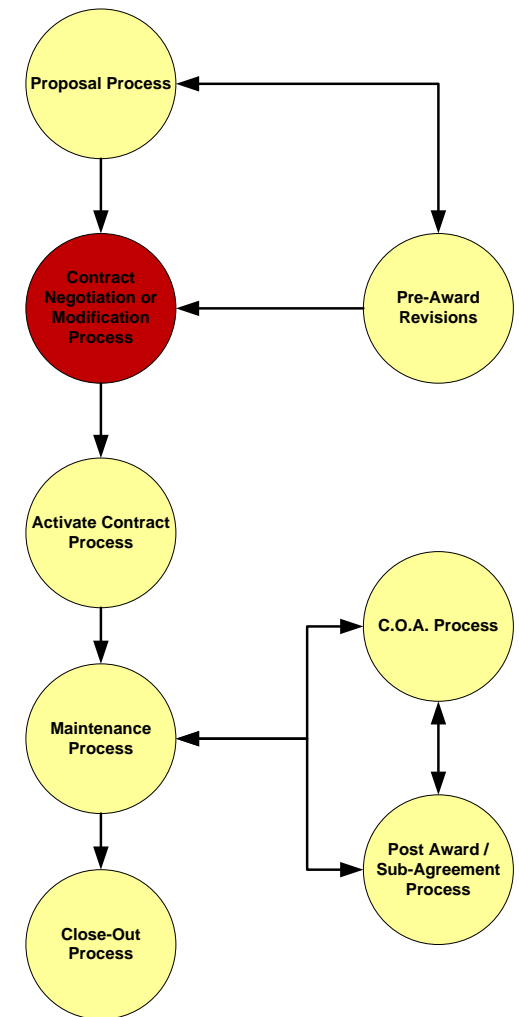 Proposal Process
Contract
Negotiation or
Modification
Process
Pre-Award
Revisions
Activate Contract
Process
C.O.A. Process
Maintenance
Process
Post Award /
Sub-Agreement
Process
Close-Out
Process